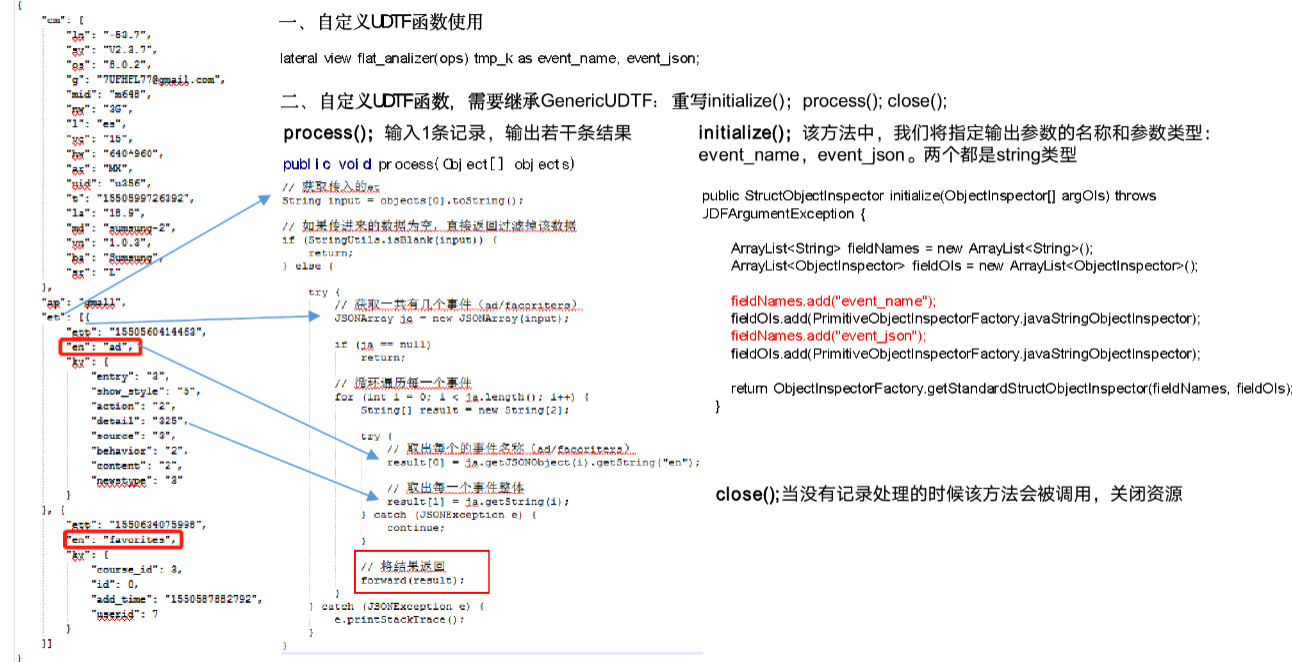 {
"cm": {
"ln": "-53.7",
"sv": "V2.3.7",
"os": "8.0.2",
"g": "7UFHEL77@gmail.com",
"mid": "m648",
"nw": "3G",
"l": "es",
"vc": "15",
"hw": "640*960",
"ar": "MX",
"uid": "u356",
"t": "1550599726392",
"la": "18.9",
"md": "sumsung-2",
"vn": "1.0.3",
"ba": "Sumsung",
"sr": "L"
},
"ap": "gmall",
"et": [{
"ett": "1550560414463",
"en": "ad",
"kv": {
"entry": "3",
"show_style": "5",
"action": "2",
"detail": "325",
"source": "3",
"behavior": "2",
"content": "2",
"newstype": "3"
}
}, {
"ett": "1550634075998",
"en": "favorites",
"kv": {
"course_id": 3,
"id": 0,
"add_time": "1550587882792",
"userid": 7
}
}]
}
一、自定义UDTF函数使用
lateral view flat_analizer(ops) tmp_k as event_name, event_json;
二、自定义UDTF函数，需要继承GenericUDTF：重写initialize()；process(); close();
process()；输入1条记录，输出若干条结果
public void process(Object[] objects)
// 获取传入的et
String input = objects[0].toString();
// 如果传进来的数据为空，直接返回过滤掉该数据
if (StringUtils.isBlank(input)) {
return;
} else {
try {
// 获取一共有几个事件（ad/facoriters）
JSONArray ja = new JSONArray(input);
if (ja == null)
return;
// 循环遍历每一个事件
for (int i = 0; i < ja.length(); i++) {
String[] result = new String[2];
try {
// 取出每个的事件名称（ad/facoriters）
result[0] = ja.getJSONObject(i).getString("en");
// 取出每一个事件整体
result[1] = ja.getString(i);
} catch (JSONException e) {
continue;
}
// 将结果返回
forward(result);
}
} catch (JSONException e) {
e.printStackTrace();
}
}
initialize()；该方法中，我们将指定输出参数的名称和参数类型：
event_name，event_json。两个都是string类型
public StructObjectInspector initialize(ObjectInspector[] argOIs) throws
JDFArgumentException {
ArrayList<String> fieldNames = new ArrayList<String>();
ArrayList<ObjectInspector> fieldOIs = new ArrayList<ObjectInspector>();
fieldNames.add("event_name");
fieldOIs.add(PrimitiveObjectInspectorFactory.javaStringObjectInspector);
fieldNames.add("event_json");
fieldOIs.add(PrimitiveObjectInspectorFactory.javaStringObjectInspector);
return ObjectInspectorFactory.getStandardStructObjectInspector(fieldNames, fieldOIs);
}
close();当没有记录处理的时候该方法会被调用，关闭资源